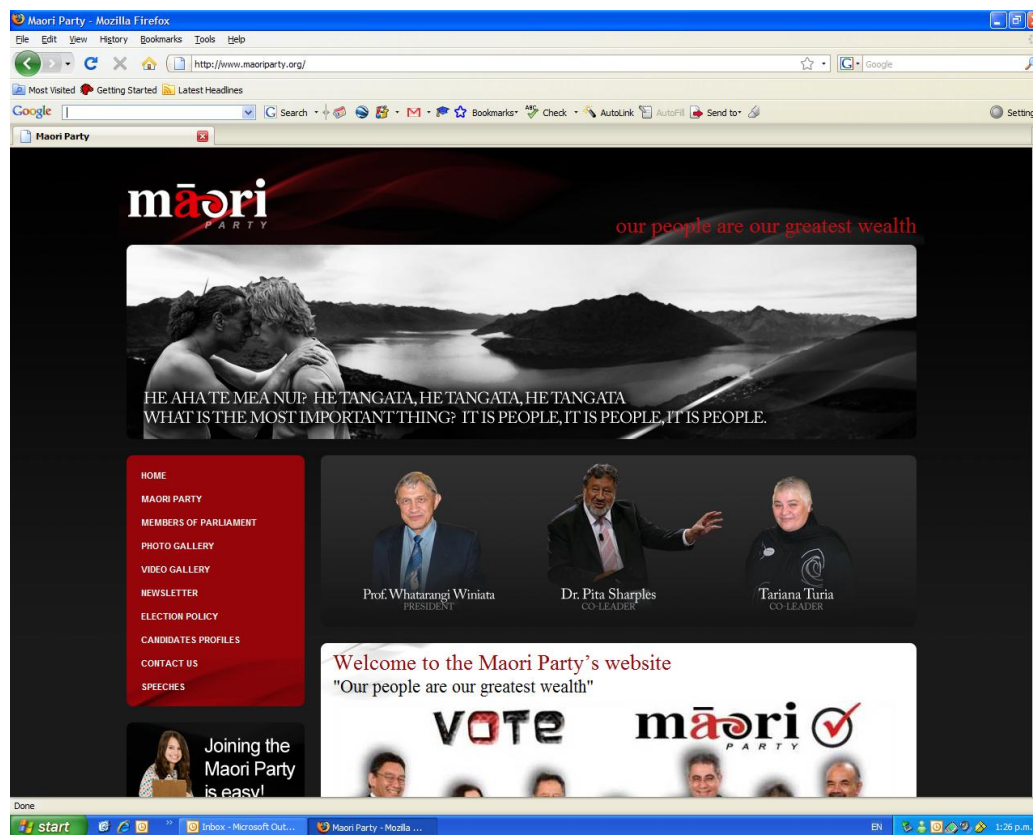 Maori Party - Mozilla Firefox
File Edit View History Bookmarks Tools Help
http://www.maoriparty.org/
G Google
Most Visited Getting Started Latest Headlines
Google G Search Bookmarks ABC Check AutoLink AutoFill Send to Setting
Maori Party
māori
PARTY
our people are our greatest wealth
HE AHA TE MEA NUI? HE TANGATA, HE TANGATA, HE TANGATA
WHAT IS THE MOST IMPORTANT THING? IT IS PEOPLE, IT IS PEOPLE, IT IS PEOPLE.
HOME
MAORI PARTY
MEMBERS OF PARLIAMENT
PHOTO GALLERY
VIDEO GALLERY
NEWSLETTER
ELECTION POLICY
CANDIDATES PROFILES
CONTACT US
SPEECHES
Prof. Whatarangi Winiata
PRESIDENT
Dr. Pita Sharples
CO-LEADER
Tariana Turia
CO-LEADER
Welcome to the Maori Party's website
"Our people are our greatest wealth"
VOTE māori
PARTY
Joining the
Maori Party
is easy!
Done
start Inbox - Microsoft Out... Maori Party - Mozilla ... EN 1:26 p.m.